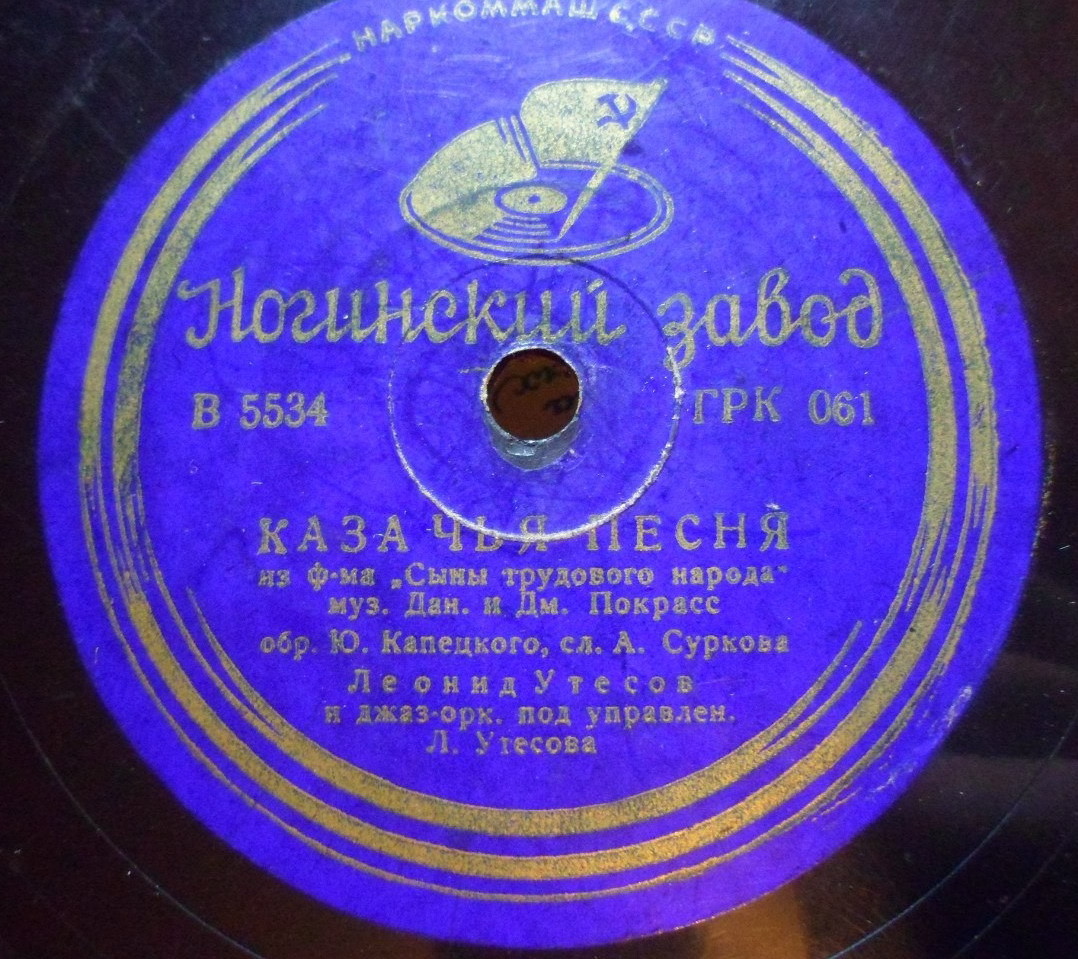 НАРКОММАШ С.С.С Р
Ногинский завод
В 5534 ГРК 061
КАЗАЧЬЯ ПЕСНЯ
из ф-ма „Сыны трудового народа"
муз. Дан. и Дм. Покрасс
обр. Ю. Капецкого, сл. А. Суркова
Леонид Утесов
и джаз-орк. под управлен.
Л. Утесова